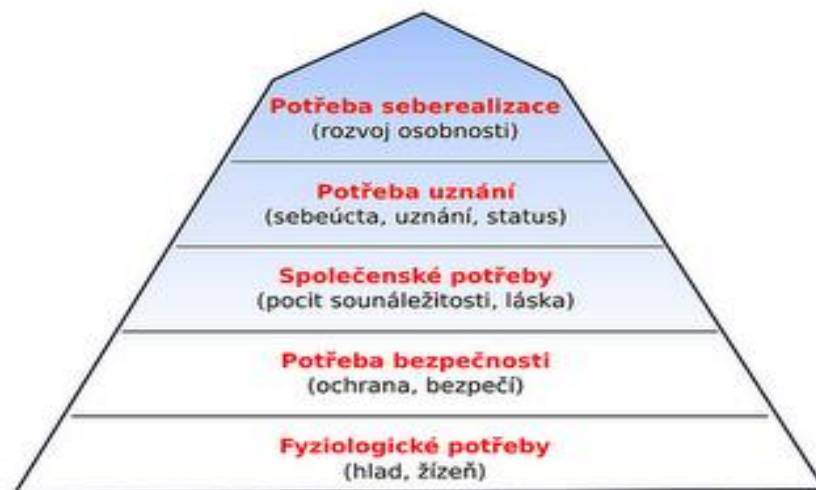 Potřeba seberealizace
(rozvoj osobnosti)
Potřeba uznání
(sebeúcta, uznání, status)
Společenské potřeby
(pocit sounáležitosti, láska)
Potřeba bezpečnosti
(ochrana, bezpečí)
Fyziologické potřeby
(hlad, žízeň)